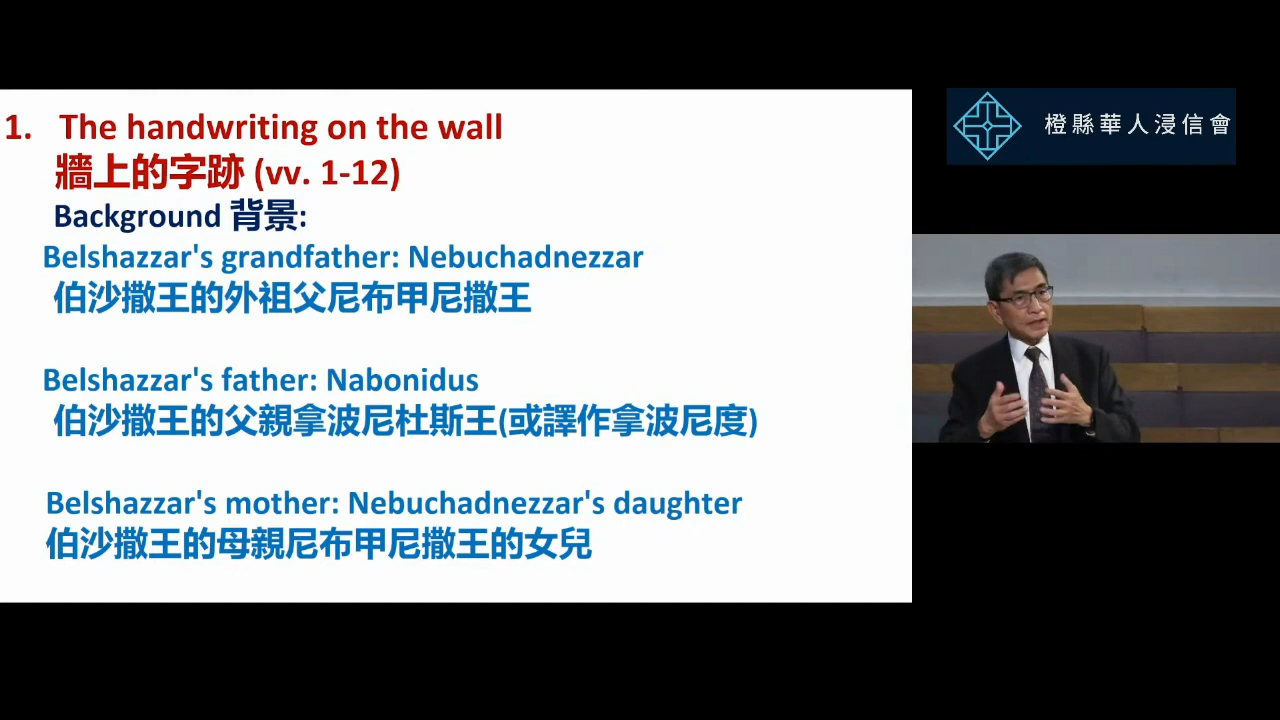 1. The handwriting on the wall
牆上的字跡 (vv. 1-12)
Background 背景:
Belshazzar's grandfather: Nebuchadnezzar
伯沙撒王的外祖父尼布甲尼撒王
Belshazzar's father: Nabonidus
伯沙撒王的父親拿波尼杜斯王(或譯作拿波尼度)
Belshazzar's mother: Nebuchadnezzar's daughter
伯沙撒王的母親尼布甲尼撒王的女兒
橙縣華人浸信會